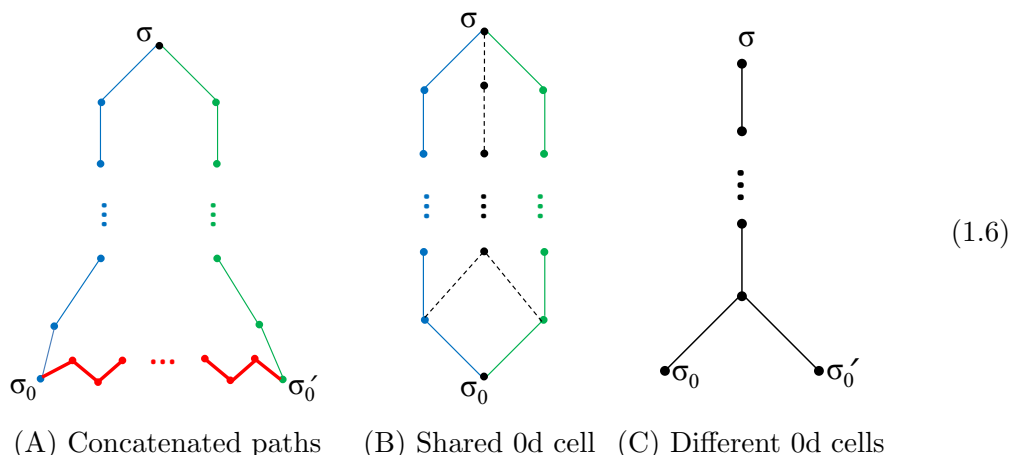 σ σ σ
(1.6)
σ₀ σ₀′ σ₀ σ₀ σ₀′
(A) Concatenated paths (B) Shared 0d cell (C) Different 0d cells